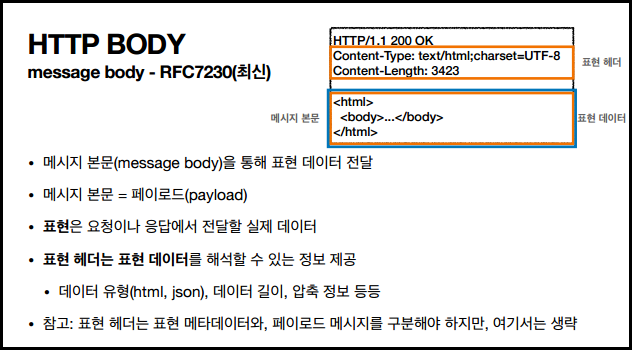 HTTP BODY
message body - RFC7230(최신)
HTTP/1.1 200 OK
Content-Type: text/html;charset=UTF-8
Content-Length: 3423
표현 헤더
<html>
<body>...</body>
</html>
메시지 본문
표현 데이터
• 메시지 본문(message body)을 통해 표현 데이터 전달
• 메시지 본문 = 페이로드(payload)
• 표현은 요청이나 응답에서 전달할 실제 데이터
• 표현 헤더는 표현 데이터를 해석할 수 있는 정보 제공
• 데이터 유형(html, json), 데이터 길이, 압축 정보 등등
• 참고: 표현 헤더는 표현 메타데이터와, 페이로드 메시지를 구분해야 하지만, 여기서는 생략